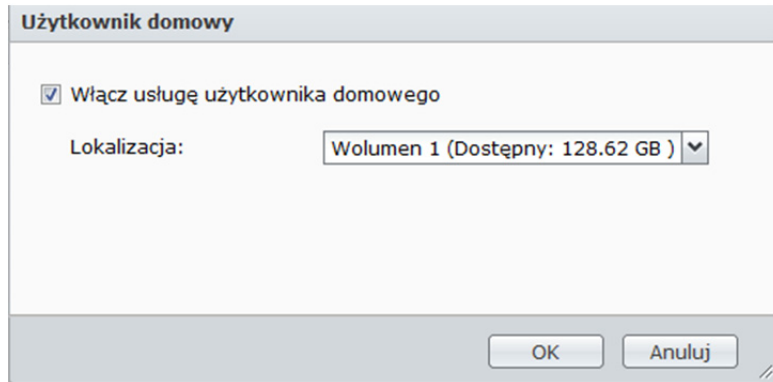 Użytkownik domowy
Włącz usługę użytkownika domowego
Lokalizacja: Wolumen 1 (Dostępny: 128.62 GB )
OK Anuluj